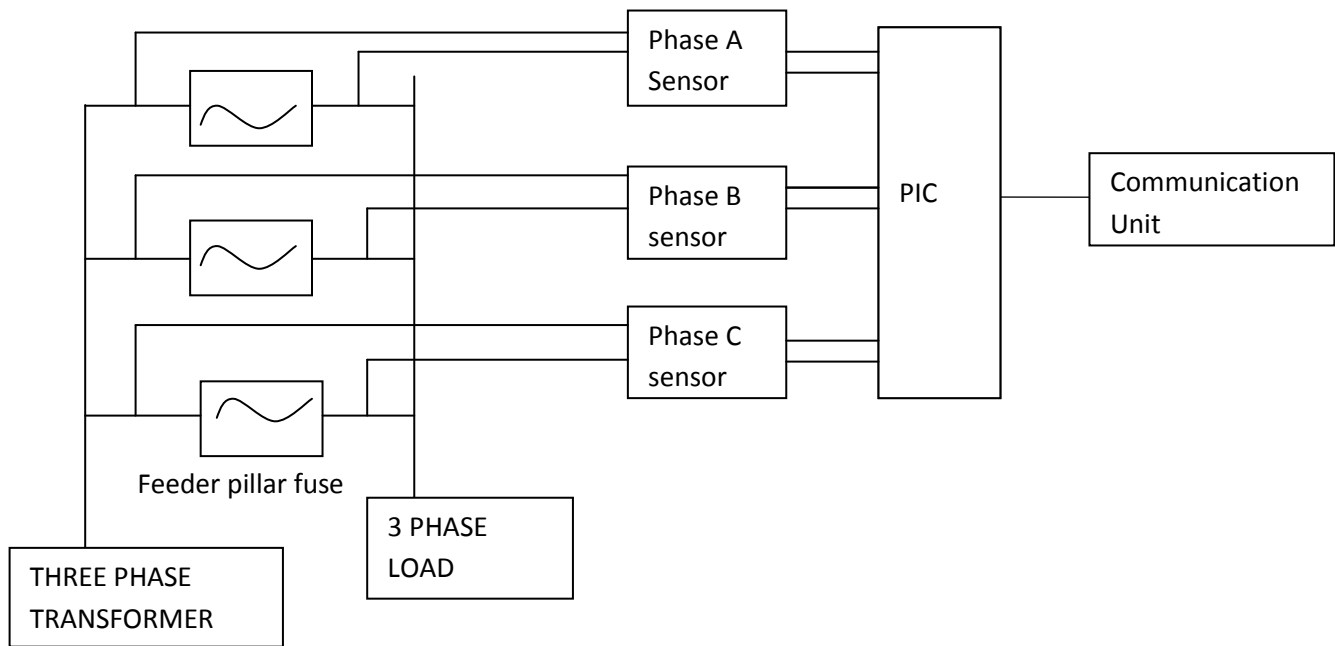 Phase A
Sensor
Phase B
sensor
PIC
Communication
Unit
Phase C
sensor
Feeder pillar fuse
3 PHASE
LOAD
THREE PHASE
TRANSFORMER